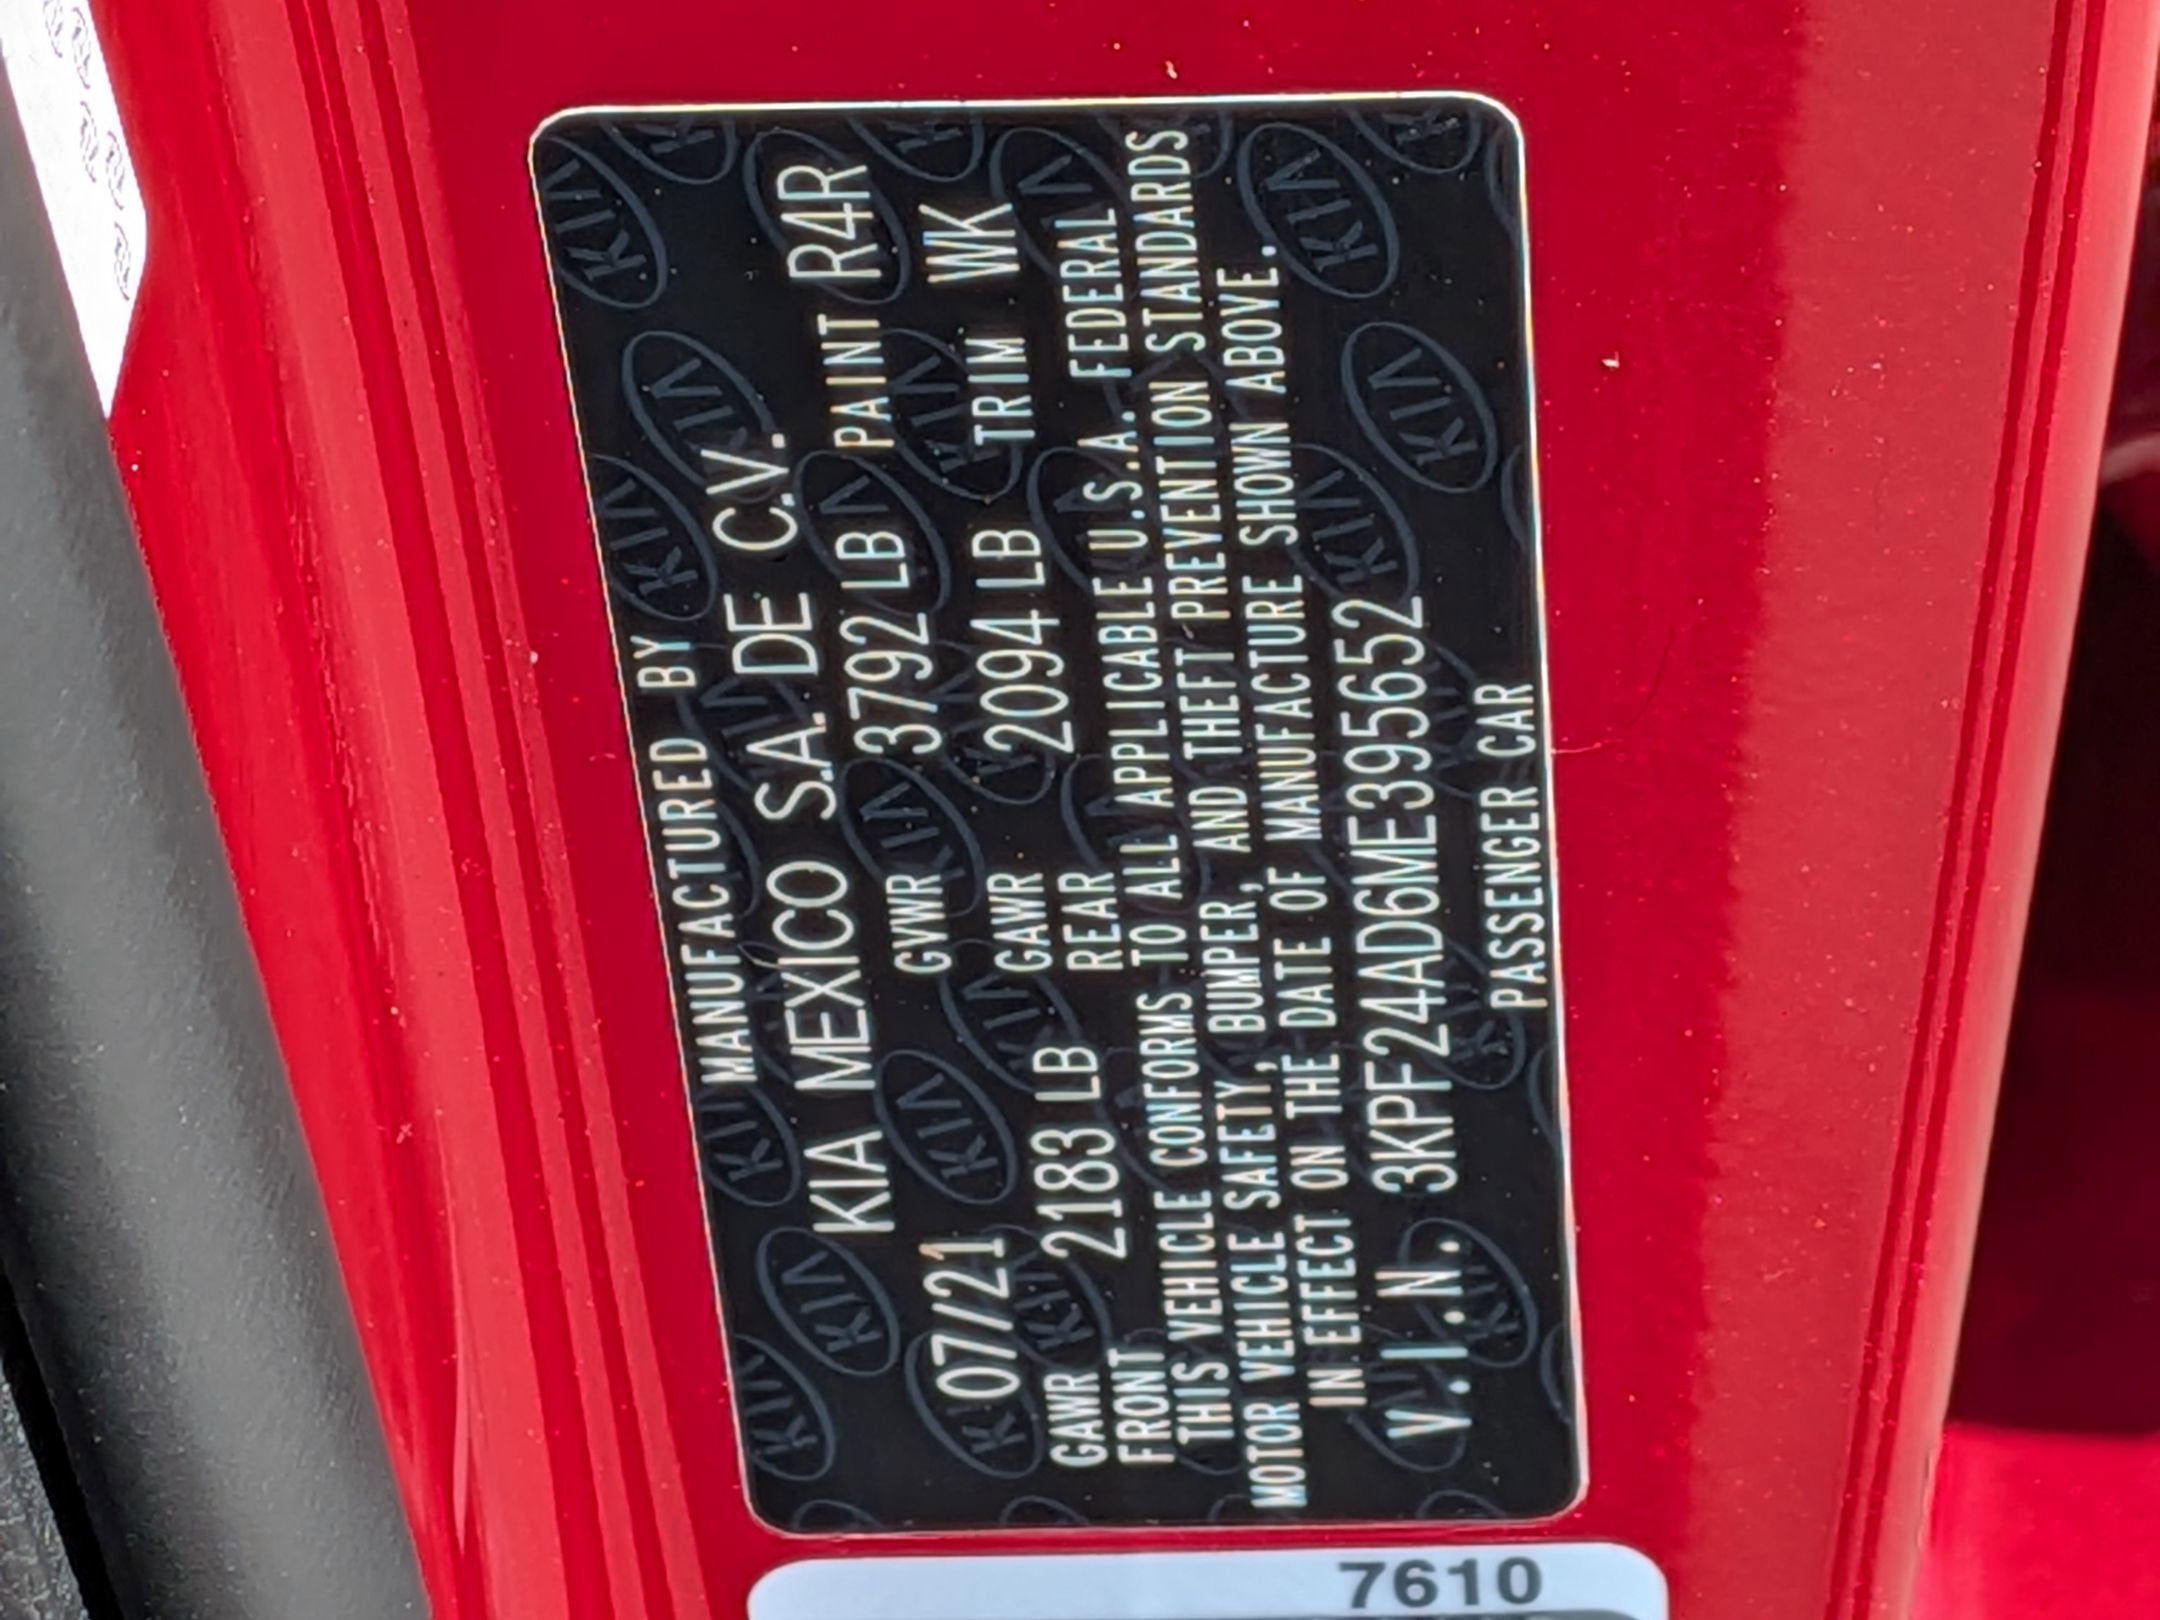 MANUFACTURED BY
KIA MEXICO S.A. DE C.V.
07/21 GVWR 3792 LB PAINT R4R
GAWR FRONT 2183 LB GAWR REAR 2094 LB TRIM WK
THIS VEHICLE CONFORMS TO ALL APPLICABLE U.S.A. FEDERAL
MOTOR VEHICLE SAFETY, BUMPER, AND THEFT PREVENTION STANDARDS
IN EFFECT ON THE DATE OF MANUFACTURE SHOWN ABOVE.
V.I.N. 3KPF24AD6ME395652
PASSENGER CAR
7610